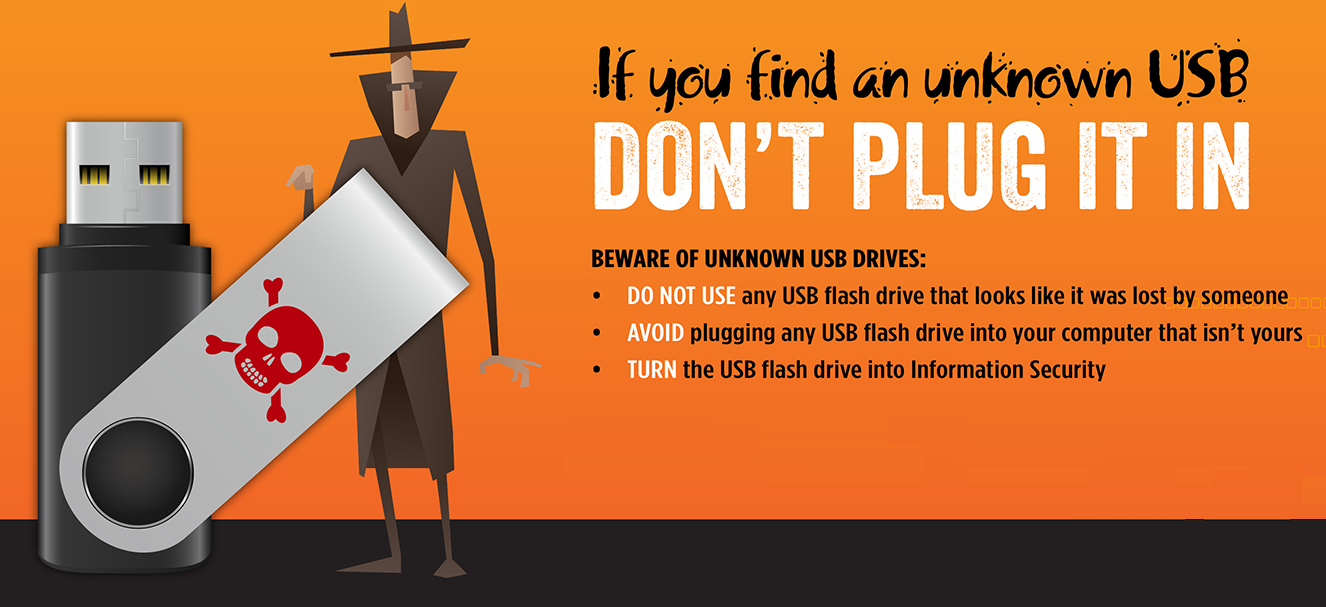 If you find an unknown USB
DON'T PLUG IT IN
BEWARE OF UNKNOWN USB DRIVES:
• DO NOT USE any USB flash drive that looks like it was lost by someone
• AVOID plugging any USB flash drive into your computer that isn't yours
• TURN the USB flash drive into Information Security